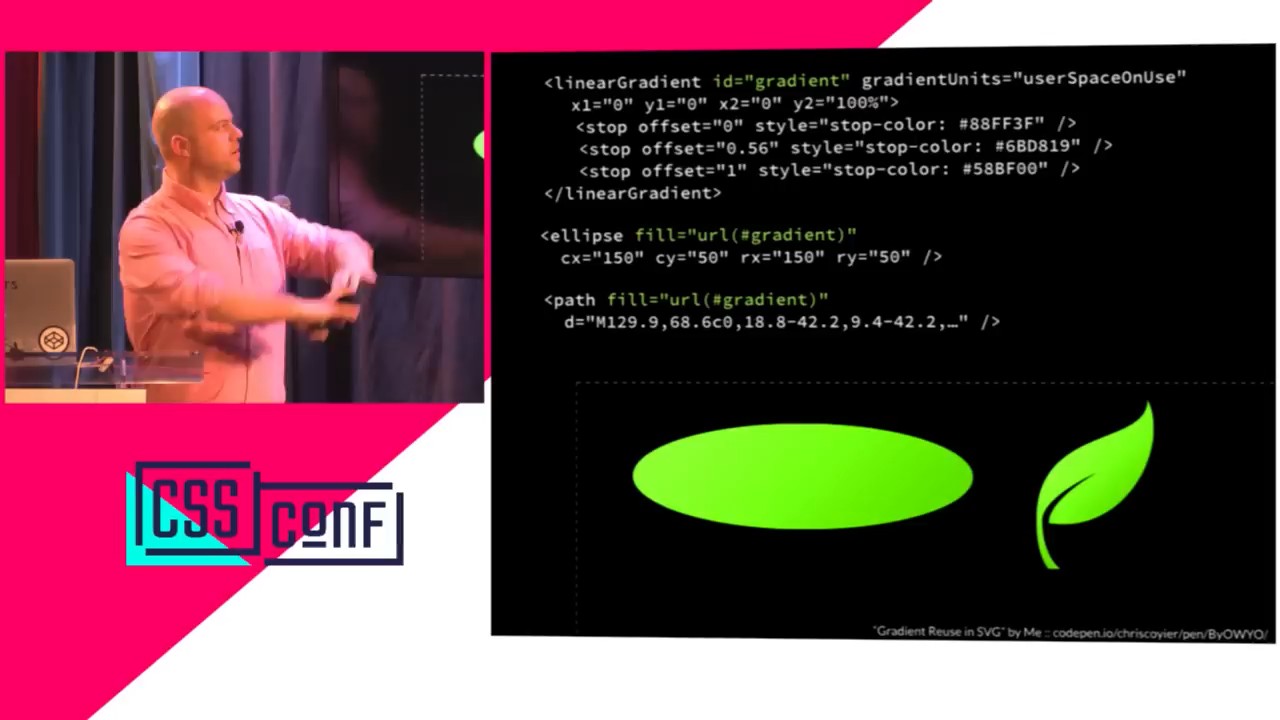 <linearGradient id="gradient" gradientUnits="userSpaceOnUse"
x1="0" y1="0" x2="0" y2="100%">
<stop offset="0" style="stop-color: #88FF3F" />
<stop offset="0.56" style="stop-color: #6BD819" />
<stop offset="1" style="stop-color: #58BF00" />
</linearGradient>
<ellipse fill="url(#gradient)"
cx="150" cy="50" rx="150" ry="50" />
<path fill="url(#gradient)"
d="M129.9,68.6c0,18.8-42.2,9.4-42.2,…" />
"Gradient Reuse in SVG" by Me :: codepen.io/chriscoyier/pen/ByOWYO/
CSS
conf